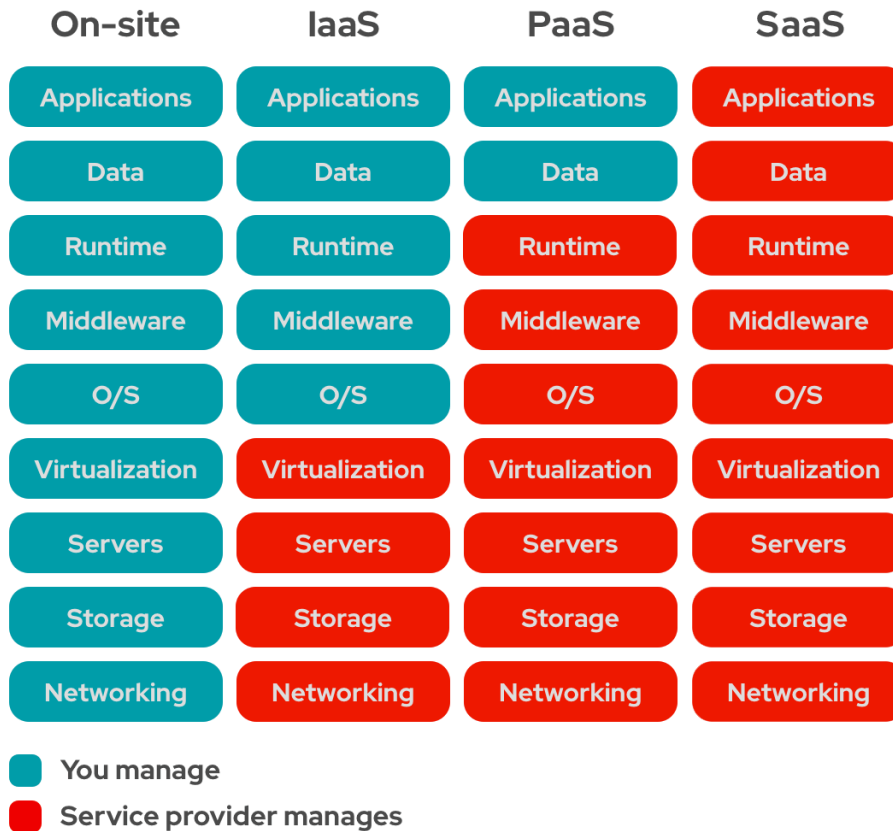 On-site IaaS PaaS SaaS
Applications Applications Applications Applications
Data Data Data Data
Runtime Runtime Runtime Runtime
Middleware Middleware Middleware Middleware
O/S O/S O/S O/S
Virtualization Virtualization Virtualization Virtualization
Servers Servers Servers Servers
Storage Storage Storage Storage
Networking Networking Networking Networking
You manage
Service provider manages